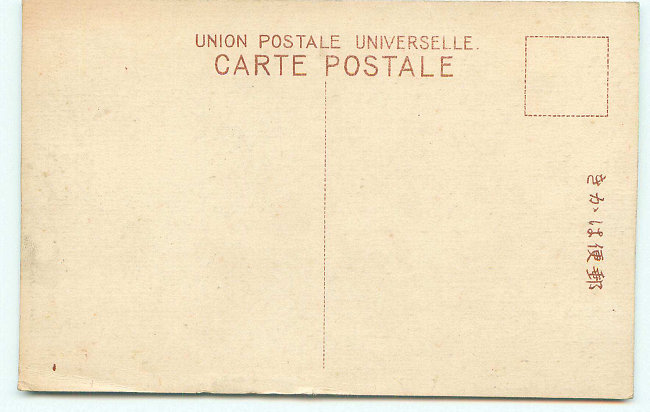 UNION POSTALE UNIVERSELLE.
CARTE POSTALE
きかは便郵